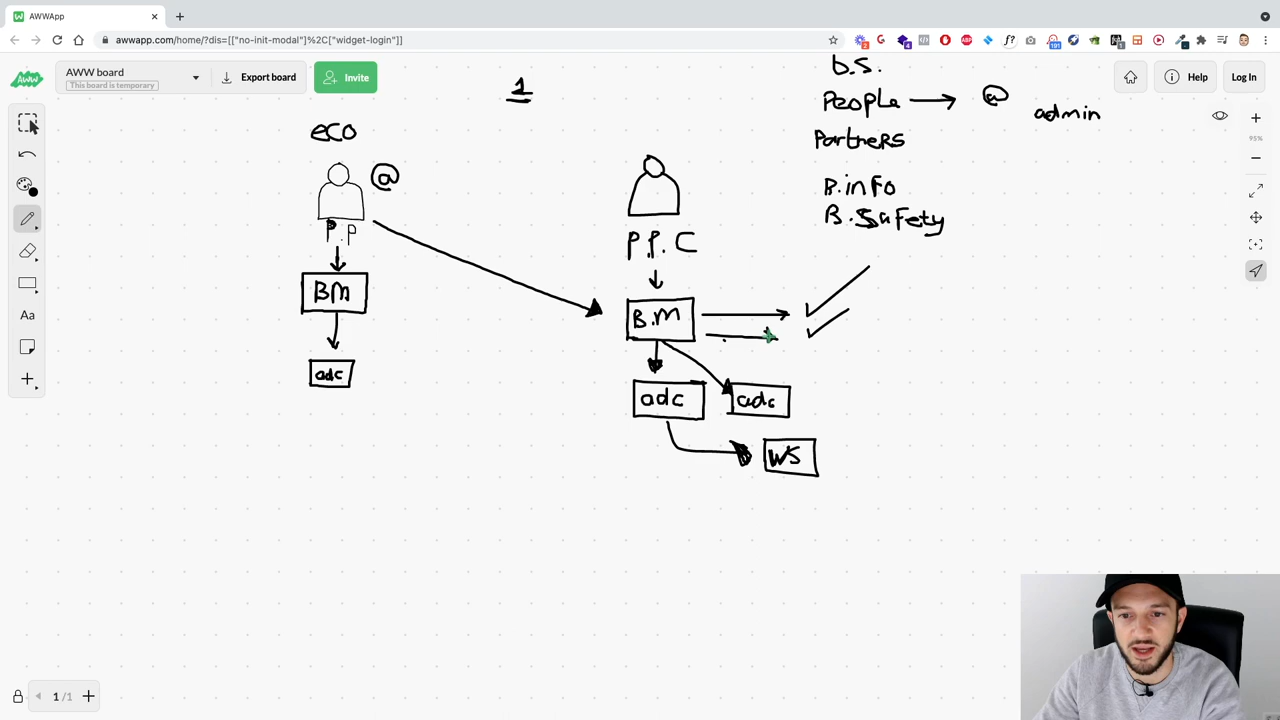 AWWApp
awwapp.com/home/?dis=[["no-init-modal"]%2C["widget-login"]]
AWW board
This board is temporary
Export board
Invite
Help
Log In
1
b.s.
People → @
admin
Partners
B.info
B.Safety
eco
@
P.P
BM
adc
P.P. C
B.M
adc
adc
WS
Aa
95%
1 /1